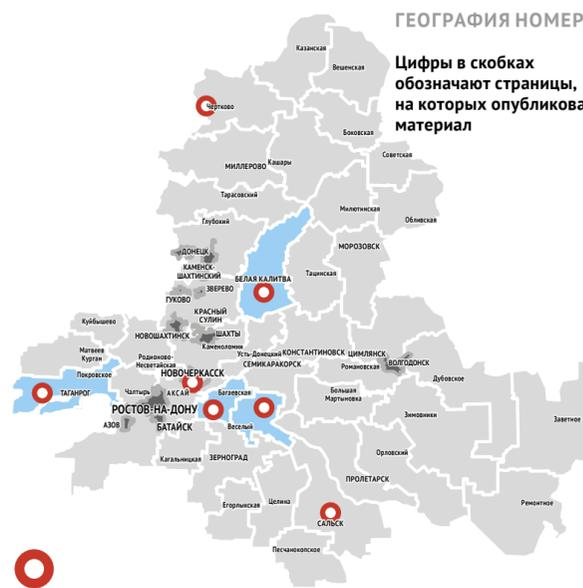 ГЕОГРАФИЯ НОМЕР
Цифры в скобках
обозначают страницы,
на которых опубликова
материал
Казанская
Вешенская
Чертково
Боковская
Советская
МИЛЛЕРОВО
Кашары
Тарасовский
Милютинская
Обливская
Глубокий
МОРОЗОВСК
ДОНЕЦК
КАМЕНСК-
ШАХТИНСКИЙ
БЕЛАЯ КАЛИТВА
Тацинская
ЗВЕРЕВО
ГУКОВО
КРАСНЫЙ
СУЛИН
Куйбышево
НОВОШАХТИНСК
ШАХТЫ
Каменоломни
Матвеев
Курган
Родионово-
Несветайская
Усть-Донецкий
КОНСТАНТИНОВСК
ЦИМЛЯНСК
СЕМИКАРАКОРСК
Романовская
ВОЛГОДОНСК
Покровское
НОВОЧЕРКАССК
Дубовское
ТАГАНРОГ
Чалтырь
АКСАЙ
Багаевская
Большая
Мартыновка
РОСТОВ-НА-ДОНУ
Зимовники
Заветное
АЗОВ
БАТАЙСК
Веселый
Кагальницкая
ЗЕРНОГРАД
Орловский
ПРОЛЕТАРСК
Егорлыкская
Целина
Ремонтное
САЛЬСК
Песчанокопское